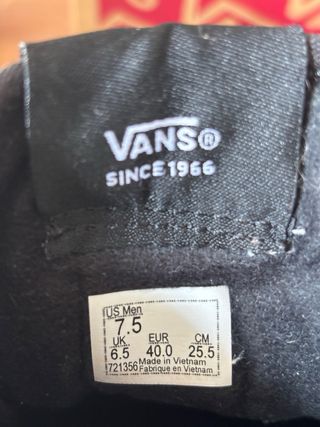 VANS®
SINCE 1966
US Men
7.5
UK EUR CM
6.5 40.0 25.5
721356 Made in Vietnam
Fabriqué en Vietnam